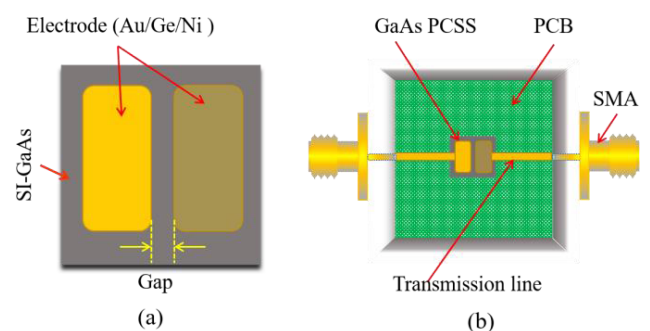 Electrode (Au/Ge/Ni )
SI-GaAs
Gap
(a)
GaAs PCSS
PCB
SMA
Transmission line
(b)